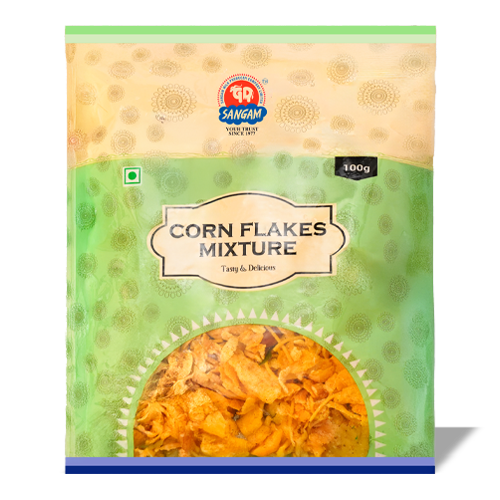 SANGAM
YOUR TRUST
SINCE 1977
100g
CORN FLAKES
MIXTURE
Tasty & Delicious